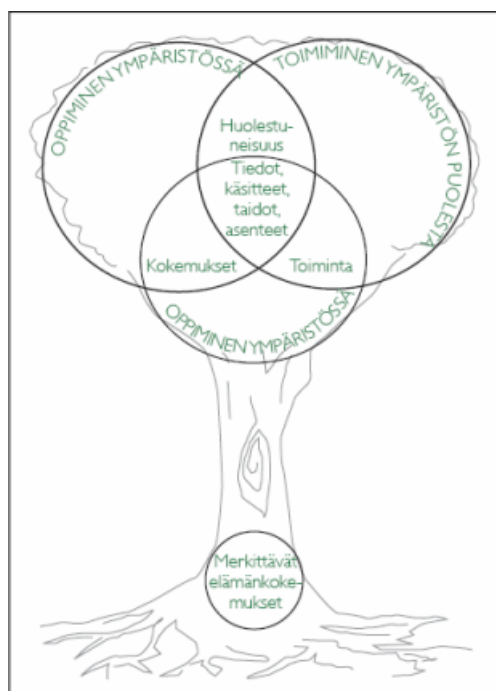 OPPIMINEN YMPÄRISTÖSSÄ
TOIMIMINEN YMPÄRISTÖN PUOLESTA
Huolestu-
neisuus
Tiedot,
käsitteet,
taidot,
asenteet
Kokemukset
Toiminta
OPPIMINEN YMPÄRISTÖSSÄ
Merkittävät
elämänkoke-
mukset